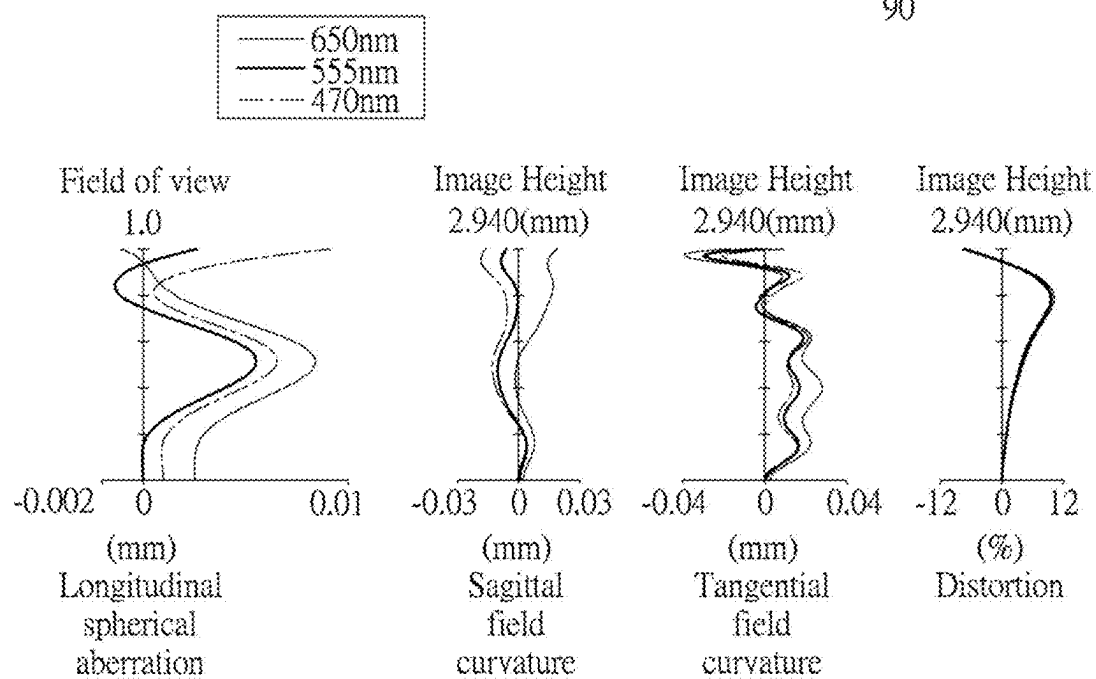 90
650nm
555nm
470nm
Field of view
1.0
Image Height
2.940(mm)
Image Height
2.940(mm)
Image Height
2.940(mm)
-0.002 0 0.01
-0.03 0 0.03
-0.04 0 0.04
-12 0 12
(mm)
Longitudinal
spherical
aberration
(mm)
Sagittal
field
curvature
(mm)
Tangential
field
curvature
(%)
Distortion